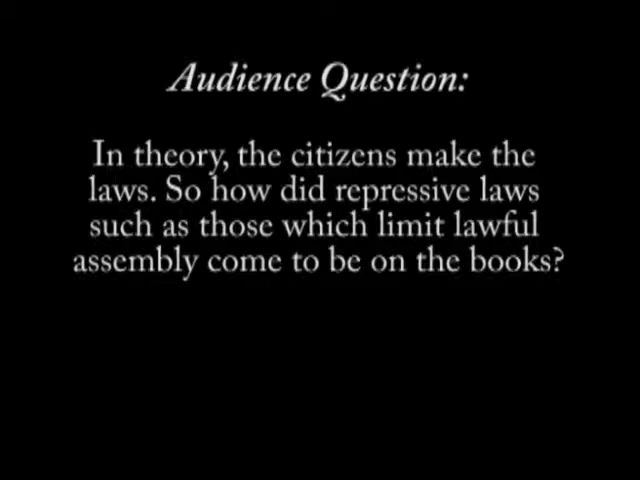 Audience Question:
In theory, the citizens make the
laws. So how did repressive laws
such as those which limit lawful
assembly come to be on the books?